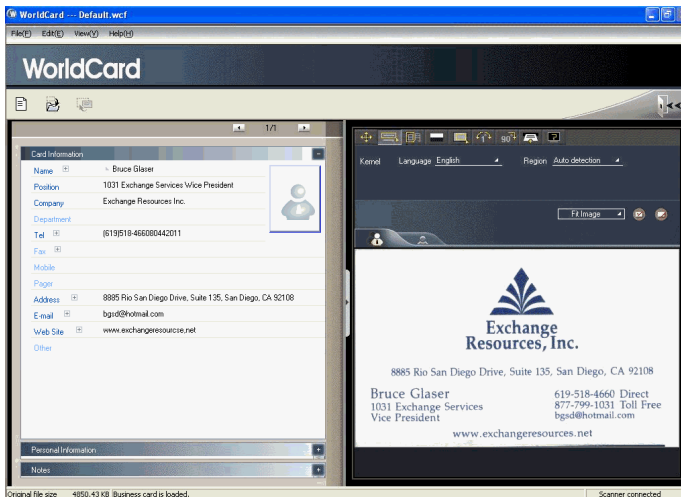 WorldCard --- Default.wcf
File(F) Edit(E) View(V) Help(H)
WorldCard
1/1
Card Information
Name Bruce Glaser
Position 1031 Exchange Services Wice President
Company Exchange Resources Inc.
Department
Tel (619)518-466080442011
Fax
Mobile
Pager
Address 8885 Rio San Diego Drive, Suite 135, San Diego, CA 92108
E-mail bgsd@hotmail.com
Web Site www.exchangeresourcse,net
Other
Personal Information
Notes
90°
Kernel Language English Region Auto detection
Fit Image
Exchange
Resources, Inc.
8885 Rio San Diego Drive, Suite 135, San Diego, CA 92108
Bruce Glaser 619-518-4660 Direct
1031 Exchange Services 877-799-1031 Toll Free
Vice President bgsd@hotmail.com
www.exchangeresources.net
Original file size 4850.43 KB Business card is loaded. Scanner connected